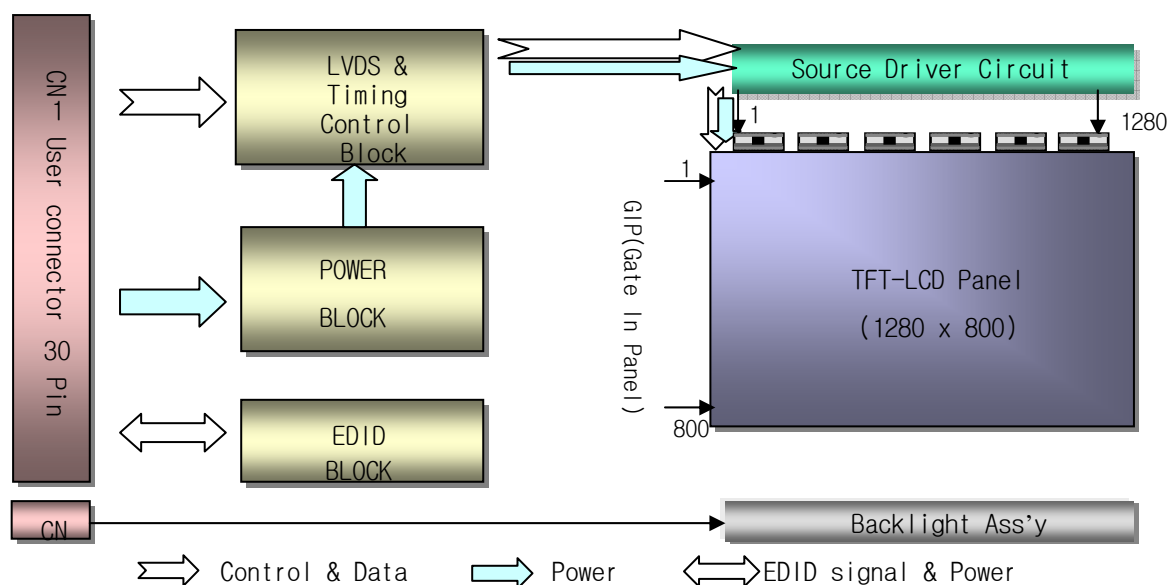 CN-1 User connector 30 Pin
LVDS &
Timing
Control
Block
Source Driver Circuit
1
1280
1
GIP(Gate In Panel)
800
POWER
BLOCK
TFT-LCD Panel
(1280 x 800)
EDID
BLOCK
CN
Backlight Ass'y
Control & Data
Power
EDID signal & Power